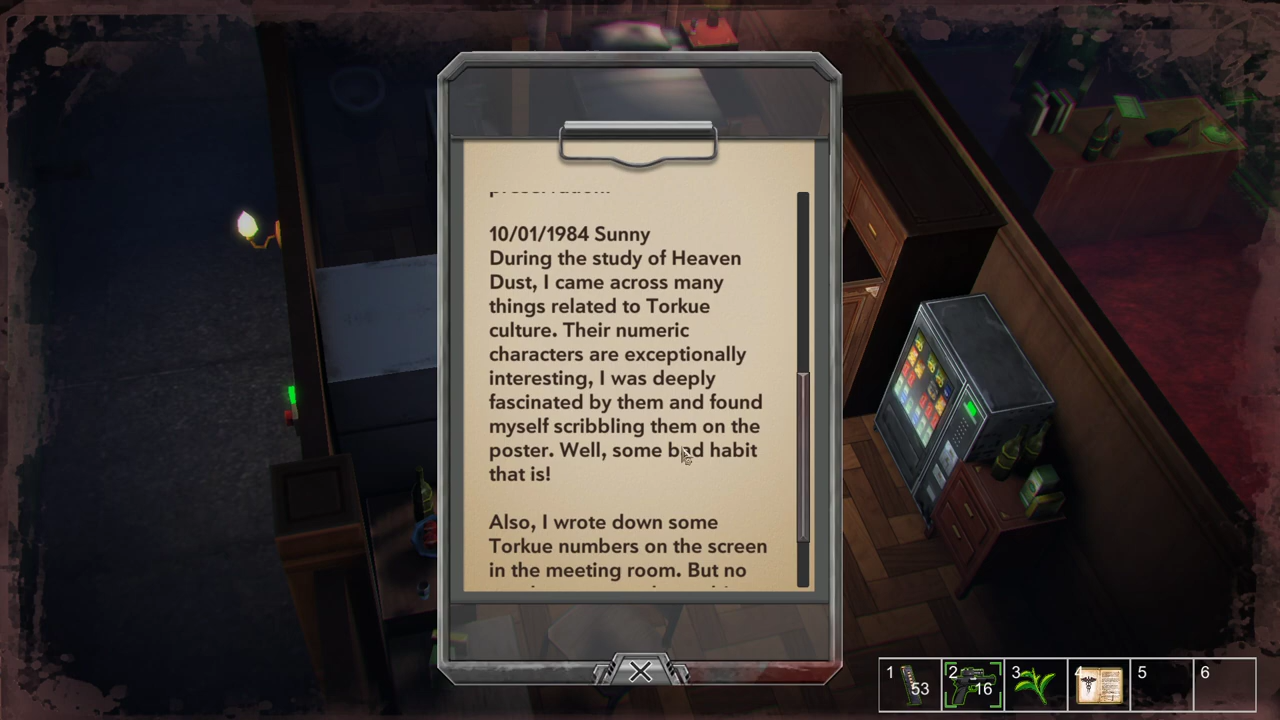 10/01/1984 Sunny
During the study of Heaven
Dust, I came across many
things related to Torkue
culture. Their numeric
characters are exceptionally
interesting, I was deeply
fascinated by them and found
myself scribbling them on the
poster. Well, some bad habit
that is!
Also, I wrote down some
Torkue numbers on the screen
in the meeting room. But no
1
53
2
16
3
4
5
6